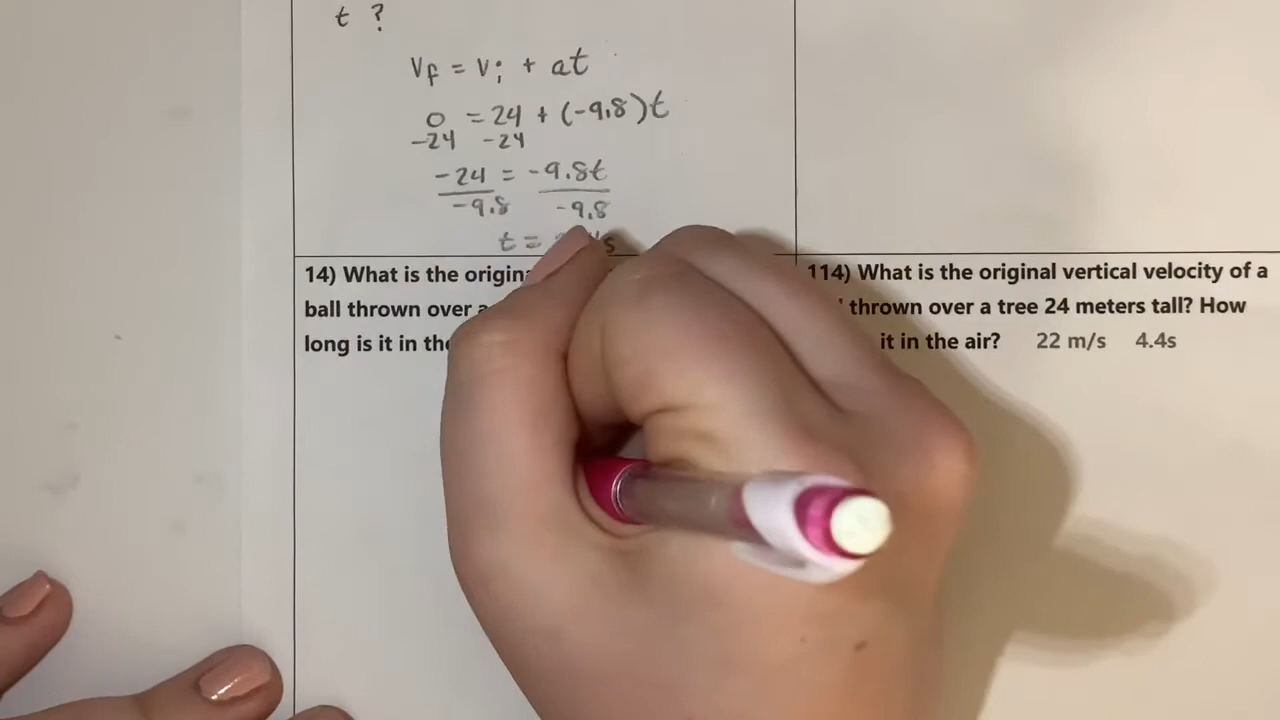 t ?
Vf = Vi + at
0 = 24 + (-9.8)t
-24 -24
-24 = -9.8t
-9.8 -9.8
t = s
14) What is the
ball thrown over
long is it in
114) What is the original vertical velocity of a
thrown over a tree 24 meters tall? How
it in the air? 22 m/s 4.4s